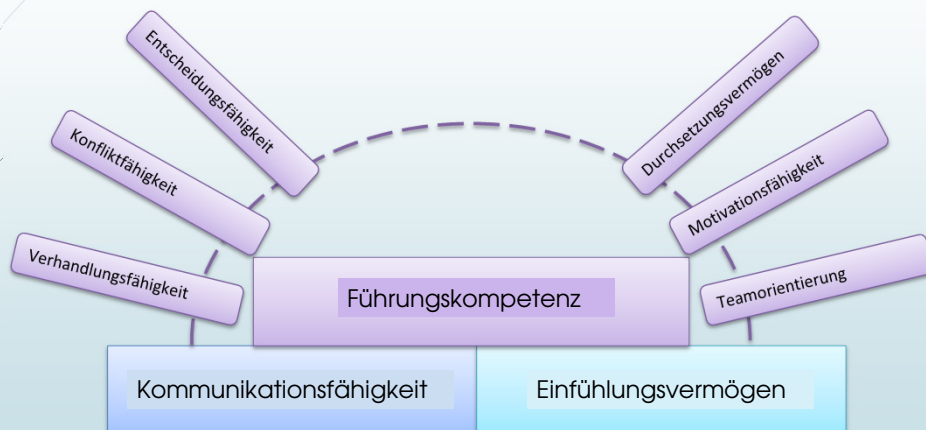 Entscheidungsfähigkeit
Konfliktfähigkeit
Verhandlungsfähigkeit
Durchsetzungsvermögen
Motivationsfähigkeit
Teamorientierung
Führungskompetenz
Kommunikationsfähigkeit
Einfühlungsvermögen